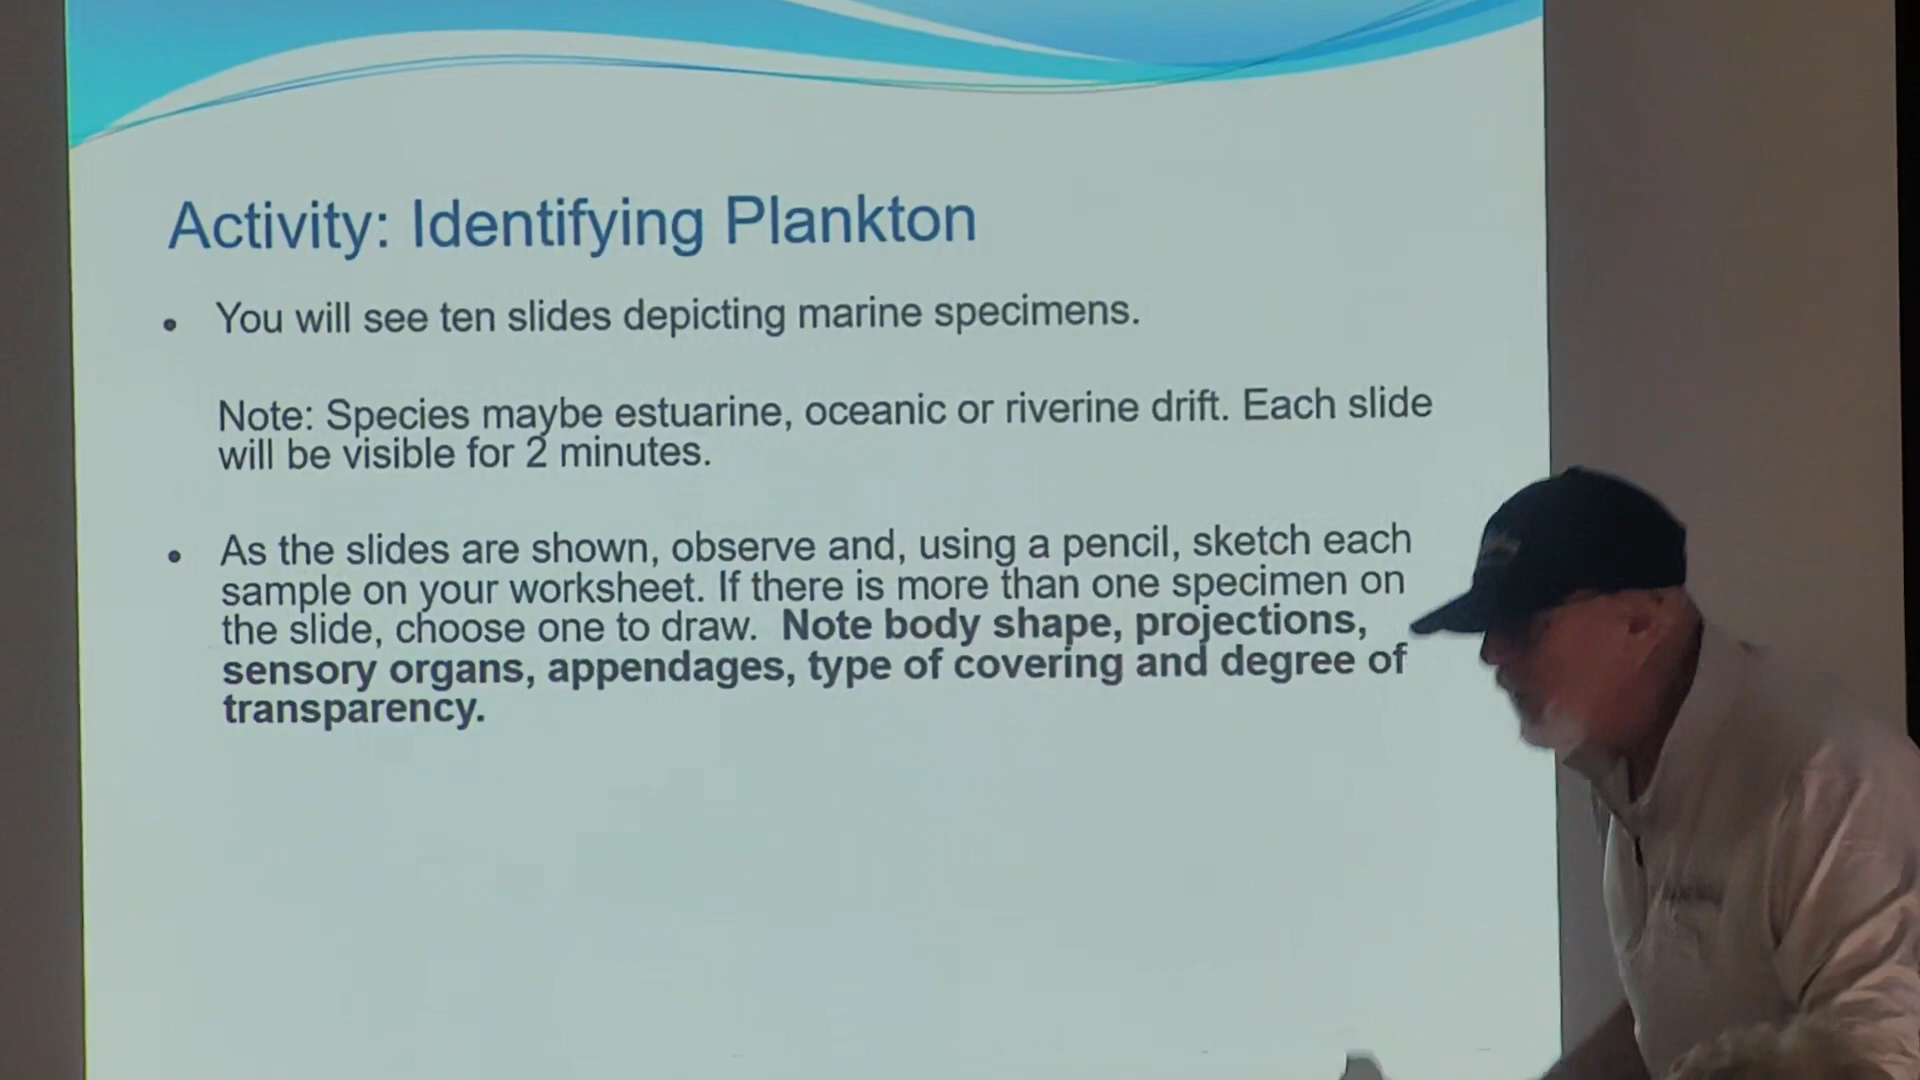 Activity: Identifying Plankton
• You will see ten slides depicting marine specimens.
Note: Species maybe estuarine, oceanic or riverine drift. Each slide
will be visible for 2 minutes.
• As the slides are shown, observe and, using a pencil, sketch each
sample on your worksheet. If there is more than one specimen on
the slide, choose one to draw. Note body shape, projections,
sensory organs, appendages, type of covering and degree of
transparency.